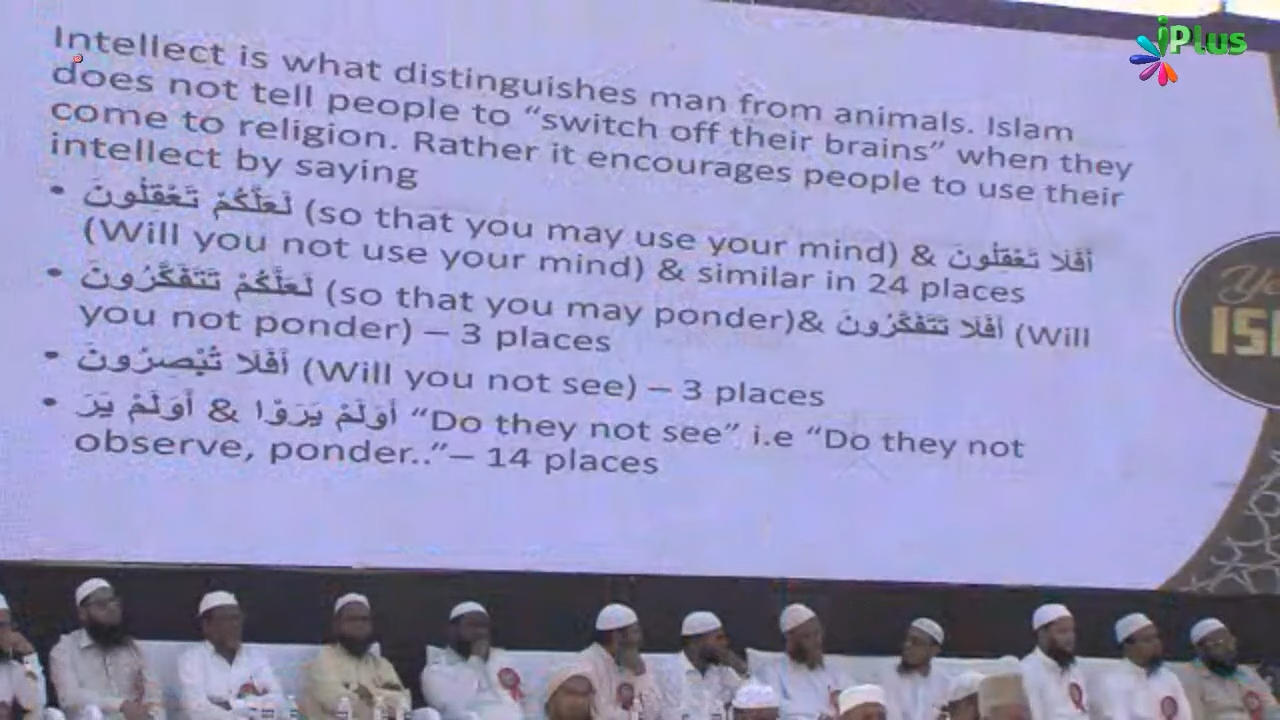 iPlus
Intellect is what distinguishes man from animals. Islam
does not tell people to “switch off their brains” when they
come to religion. Rather it encourages people to use their
intellect by saying
• لَعَلَّكُمْ تَعْقِلُونَ (so that you may use your mind) & أَفَلَا تَعْقِلُونَ
(Will you not use your mind) & similar in 24 places
• لَعَلَّكُمْ تَتَفَكَّرُونَ (so that you may ponder)& أَفَلَا تَتَفَكَّرُونَ (Will
you not ponder) – 3 places
• أَفَلَا تُبْصِرُونَ (Will you not see) – 3 places
• أَوَلَمْ يَرَ & أَوَلَمْ يَرَوْا “Do they not see” i.e “Do they not
observe, ponder..”– 14 places